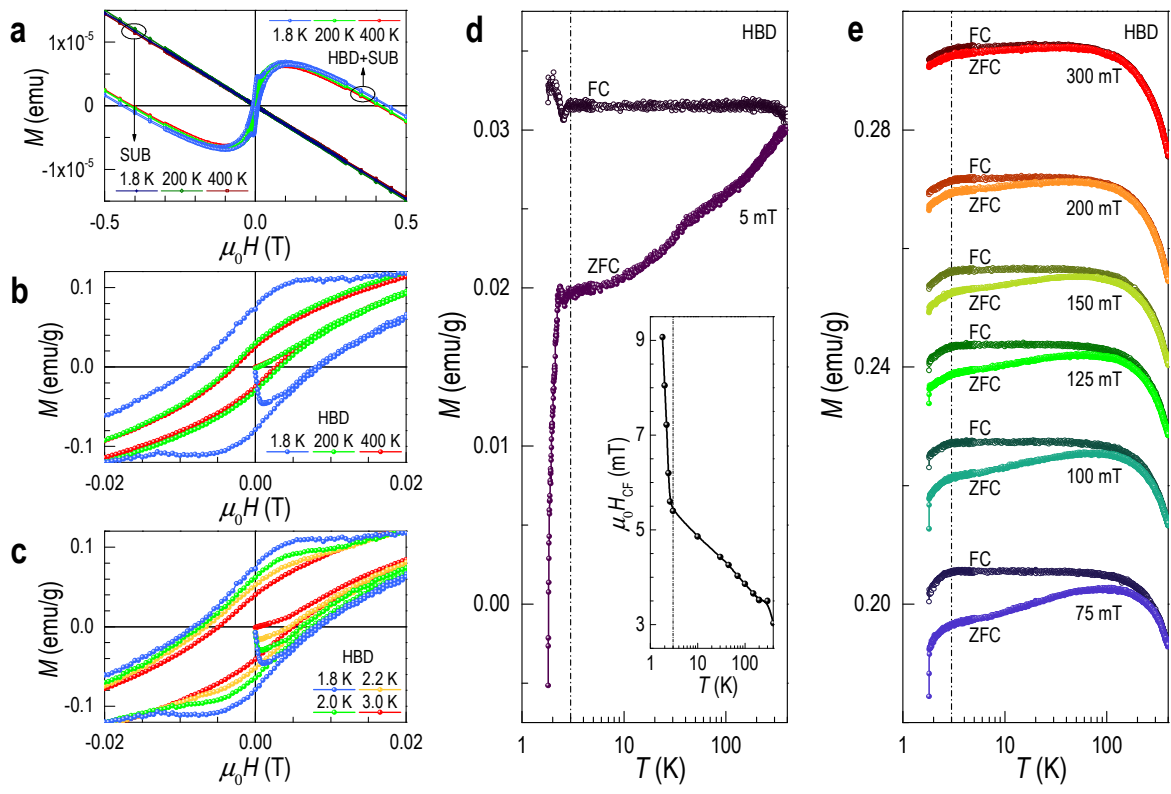 a
M (emu)
1x10⁻⁵
0
-1x10⁻⁵
1.8 K 200 K 400 K
HBD+SUB
SUB
1.8 K 200 K 400 K
-0.5 0.0 0.5
μ₀H (T)
b
M (emu/g)
0.1
0.0
-0.1
HBD
1.8 K 200 K 400 K
-0.02 0.00 0.02
μ₀H (T)
c
M (emu/g)
0.1
0.0
0.1
HBD
1.8 K 2.2 K
2.0 K 3.0 K
-0.02 0.00 0.02
μ₀H (T)
d
HBD
M (emu/g)
0.03
0.02
0.01
0.00
FC
5 mT
ZFC
μ₀H_CF (mT)
9
7
5
3
1 10 100
T (K)
1 10 100
T (K)
e
HBD
M (emu/g)
0.28
0.24
0.20
FC
ZFC
300 mT
FC
ZFC
200 mT
FC
ZFC
150 mT
FC
ZFC
125 mT
FC
ZFC
100 mT
FC
ZFC
75 mT
1 10 100
T (K)